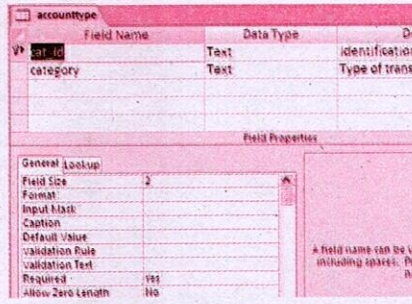 accounttype
Field Name Data Type D
cat_id Text identification
category Text Type of trans
Field Properties
General Lookup
Field Size 2
Format
Input Mask
Caption
Default Value
Validation Rule
Validation Text
Required Yes
Allow Zero Length No
A field name can be
including spaces.